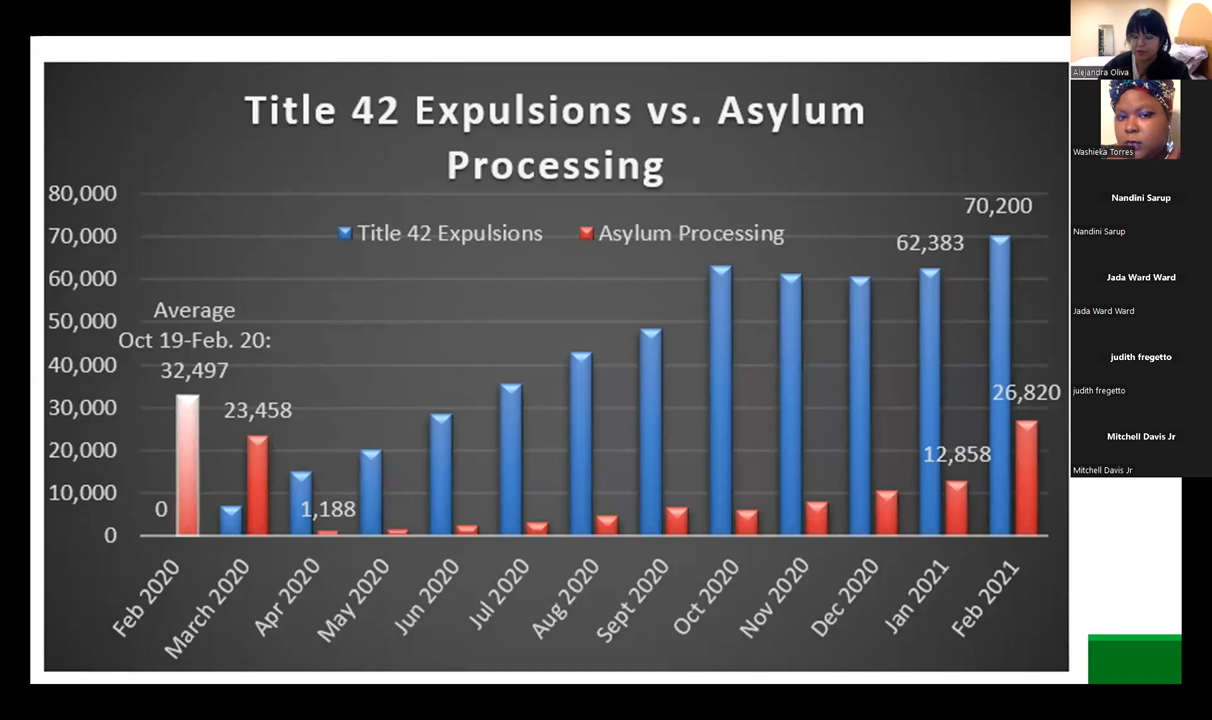 Title 42 Expulsions vs. Asylum
Processing
80,000
70,000
60,000
50,000
40,000
30,000
20,000
10,000
0
Title 42 Expulsions
Asylum Processing
Average
Oct 19-Feb. 20:
32,497
0
23,458
1,188
62,383
12,858
70,200
26,820
Feb 2020
March 2020
Apr 2020
May 2020
Jun 2020
Jul 2020
Aug 2020
Sept 2020
Oct 2020
Nov 2020
Dec 2020
Jan 2021
Feb 2021
Alejandra Oliva
Washieka Torres
Nandini Sarup
Nandini Sarup
Jada Ward Ward
Jada Ward Ward
judith fregetto
judith fregetto
Mitchell Davis Jr
Mitchell Davis Jr